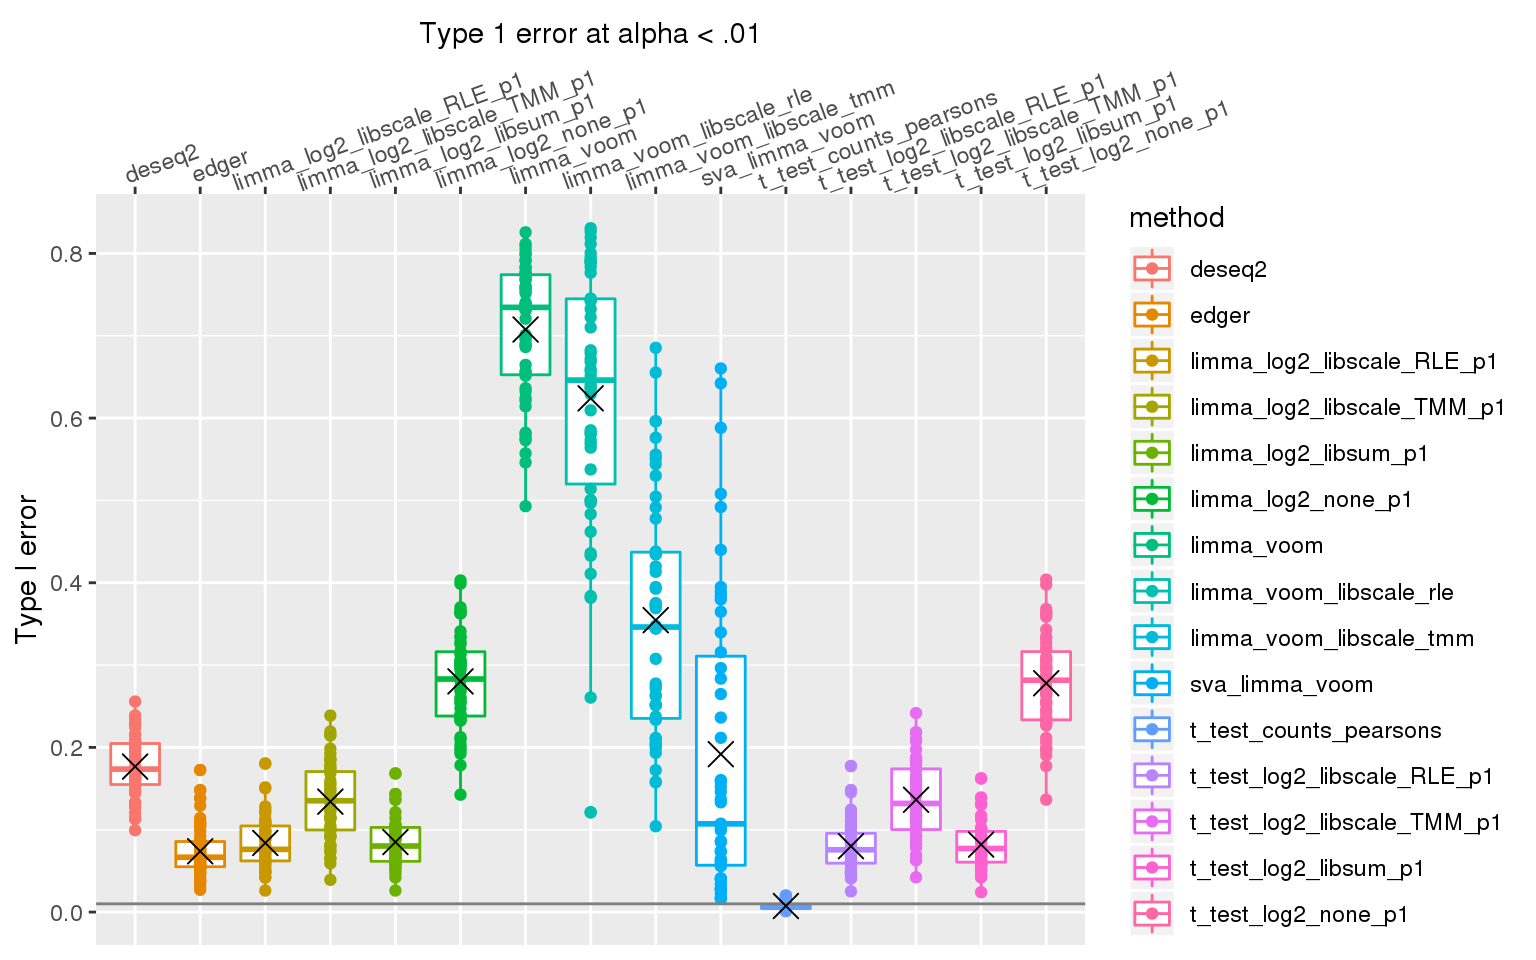 Type 1 error at alpha < .01
deseq2
edger
limma_log2_libscale_RLE_p1
limma_log2_libscale_TMM_p1
limma_log2_libsum_p1
limma_log2_none_p1
limma_voom
limma_voom_libscale_rle
limma_voom_libscale_tmm
sva_limma_voom
t_test_counts_pearsons
t_test_log2_libscale_RLE_p1
t_test_log2_libscale_TMM_p1
t_test_log2_libsum_p1
t_test_log2_none_p1
Type I error
0.8
0.6
0.4
0.2
0.0
method
deseq2
edger
limma_log2_libscale_RLE_p1
limma_log2_libscale_TMM_p1
limma_log2_libsum_p1
limma_log2_none_p1
limma_voom
limma_voom_libscale_rle
limma_voom_libscale_tmm
sva_limma_voom
t_test_counts_pearsons
t_test_log2_libscale_RLE_p1
t_test_log2_libscale_TMM_p1
t_test_log2_libsum_p1
t_test_log2_none_p1